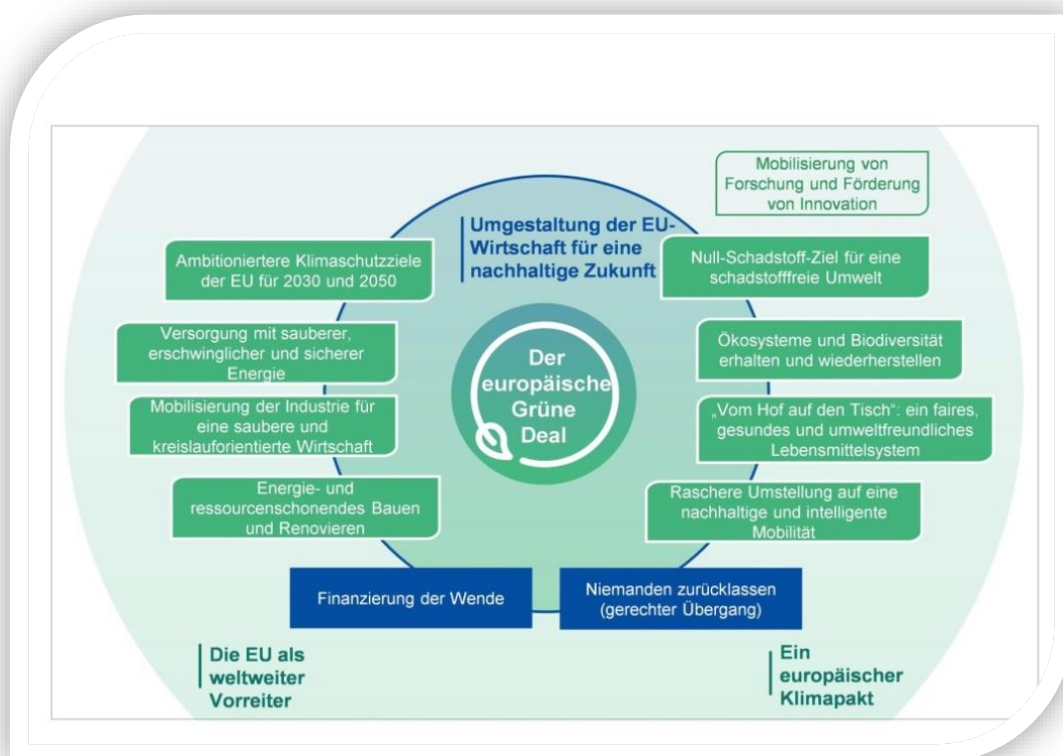 Mobilisierung von
Forschung und Förderung
von Innovation
Umgestaltung der EU-
Wirtschaft für eine
nachhaltige Zukunft
Ambitioniertere Klimaschutzziele
der EU für 2030 und 2050
Null-Schadstoff-Ziel für eine
schadstofffreie Umwelt
Versorgung mit sauberer,
erschwinglicher und sicherer
Energie
Ökosysteme und Biodiversität
erhalten und wiederherstellen
Der
europäische
Grüne
Deal
Mobilisierung der Industrie für
eine saubere und
kreislauforientierte Wirtschaft
„Vom Hof auf den Tisch“: ein faires,
gesundes und umweltfreundliches
Lebensmittelsystem
Energie- und
ressourcenschonendes Bauen
und Renovieren
Raschere Umstellung auf eine
nachhaltige und intelligente
Mobilität
Finanzierung der Wende
Niemanden zurücklassen
(gerechter Übergang)
Die EU als
weltweiter
Vorreiter
Ein
europäischer
Klimapakt